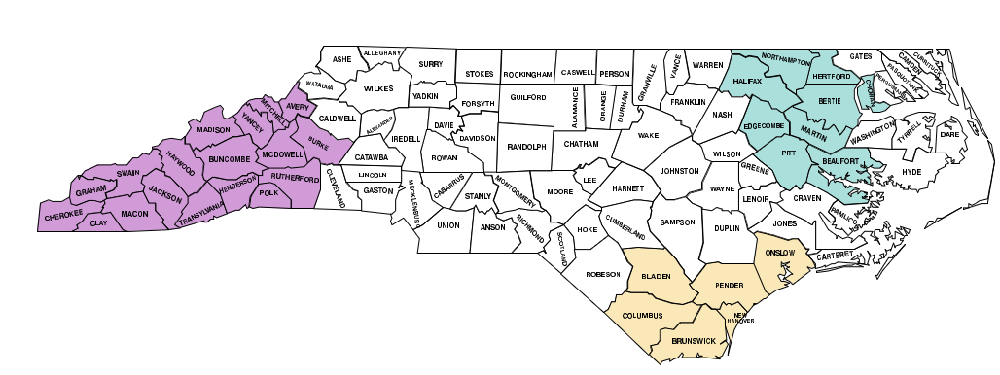 ALLEGHANY
ASHE
SURRY
WATAUGA
WILKES
STOKES
ROCKINGHAM
CASWELL
PERSON
GRANVILLE
VANCE
WARREN
NORTHAMPTON
GATES
CURRITUCK
CAMDEN
PASQUOTANK
PERQUIMANS
CHOWAN
HERTFORD
HALIFAX
BERTIE
YADKIN
FORSYTH
GUILFORD
ALAMANCE
ORANGE
DURHAM
FRANKLIN
NASH
EDGECOMBE
MARTIN
WASHINGTON
TYRRELL
DARE
AVERY
MITCHELL
YANCEY
MADISON
CALDWELL
ALEXANDER
IREDELL
DAVIE
DAVIDSON
RANDOLPH
CHATHAM
WAKE
WILSON
PITT
BEAUFORT
HYDE
BURKE
MCDOWELL
BUNCOMBE
HAYWOOD
SWAIN
CATAWBA
ROWAN
LINCOLN
GASTON
CLEVELAND
RUTHERFORD
POLK
HENDERSON
TRANSYLVANIA
JACKSON
MACON
GRAHAM
CHEROKEE
CLAY
MECKLENBURG
CABARRUS
STANLY
MONTGOMERY
MOORE
LEE
HARNETT
JOHNSTON
WAYNE
GREENE
LENOIR
CRAVEN
PAMLICO
JONES
CARTERET
UNION
ANSON
RICHMOND
SCOTLAND
HOKE
CUMBERLAND
SAMPSON
DUPLIN
ONSLOW
ROBESON
BLADEN
PENDER
COLUMBUS
NEW
HANOVER
BRUNSWICK